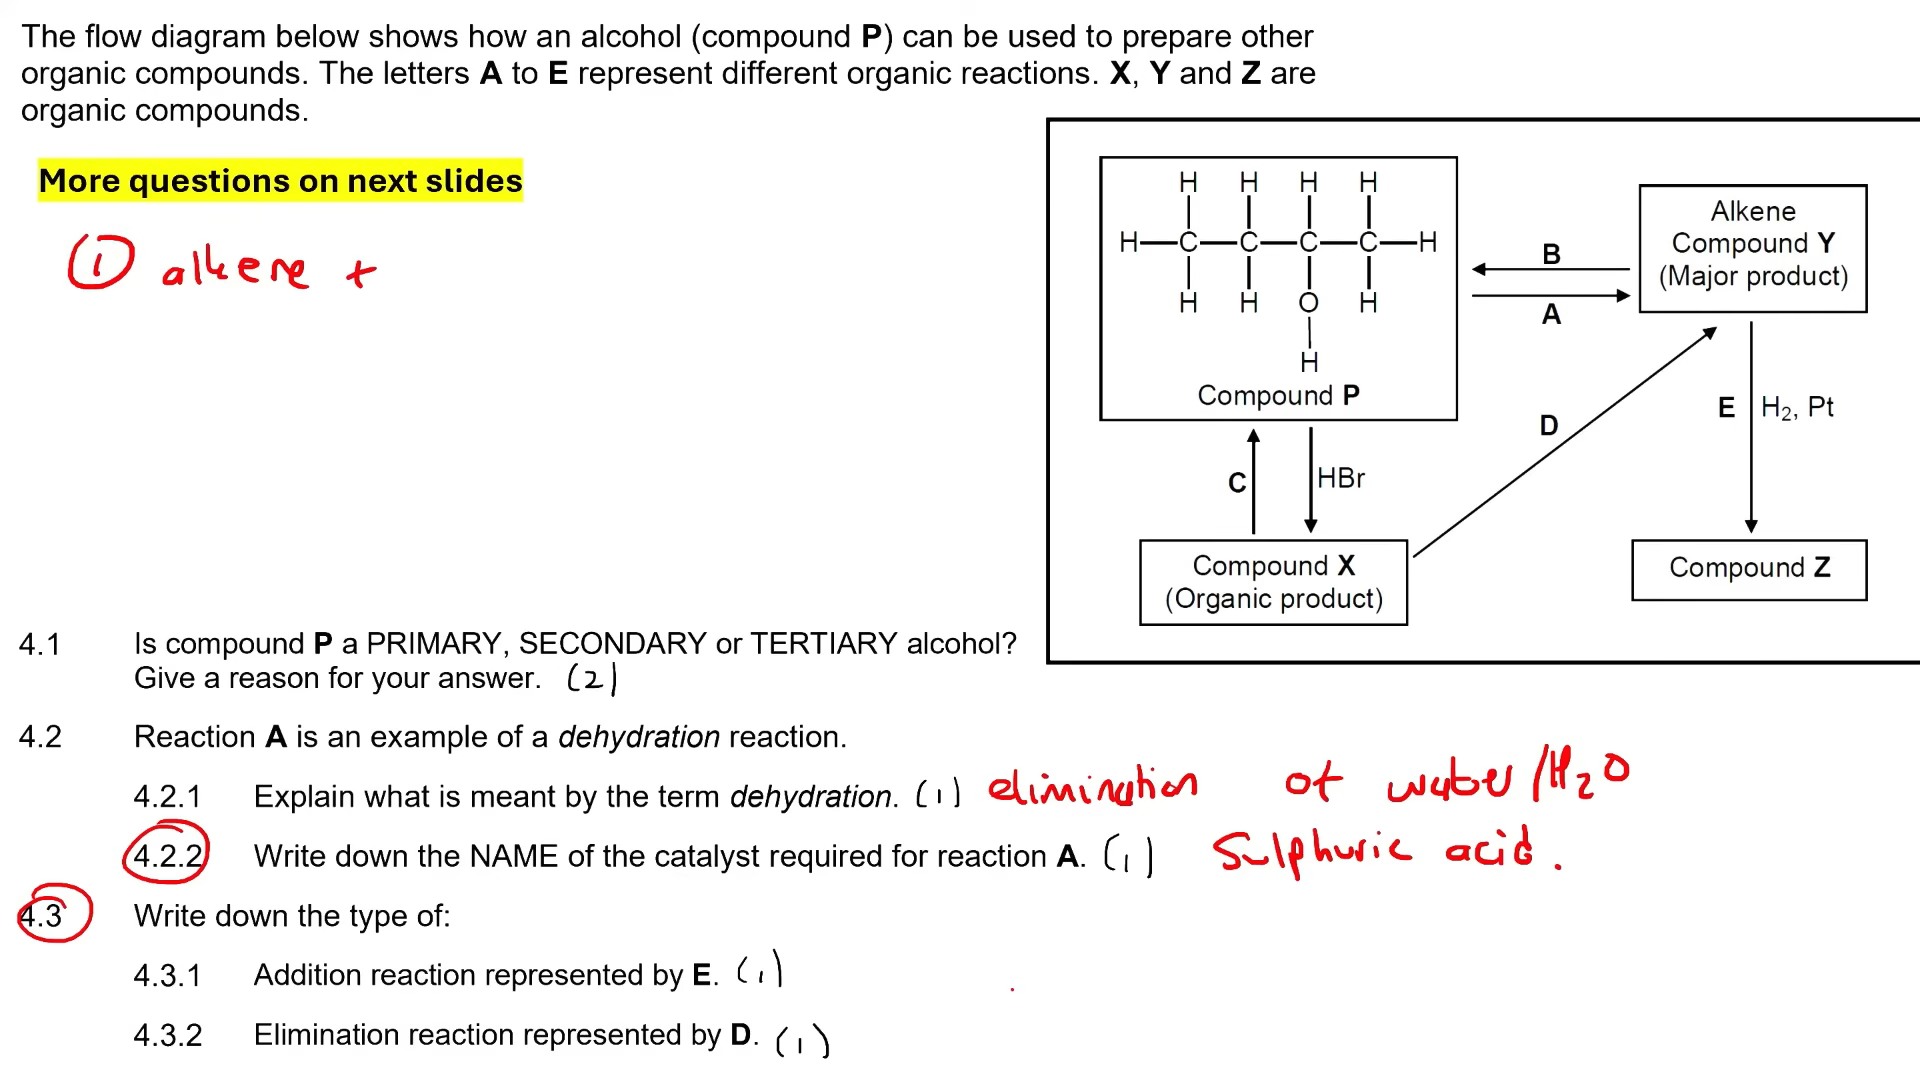 The flow diagram below shows how an alcohol (compound P) can be used to prepare other
organic compounds. The letters A to E represent different organic reactions. X, Y and Z are
organic compounds.
More questions on next slides
① alkene +
H H H H
H—C—C—C—C—H
H H O H
H
Compound P
B
A
Alkene
Compound Y
(Major product)
C
HBr
D
E
H₂, Pt
Compound X
(Organic product)
Compound Z
4.1 Is compound P a PRIMARY, SECONDARY or TERTIARY alcohol?
Give a reason for your answer. (2)
4.2 Reaction A is an example of a dehydration reaction.
4.2.1 Explain what is meant by the term dehydration. (1) elimination of water/H₂O
4.2.2 Write down the NAME of the catalyst required for reaction A. (1) Sulphuric acid.
4.3 Write down the type of:
4.3.1 Addition reaction represented by E. (1)
4.3.2 Elimination reaction represented by D. (1)